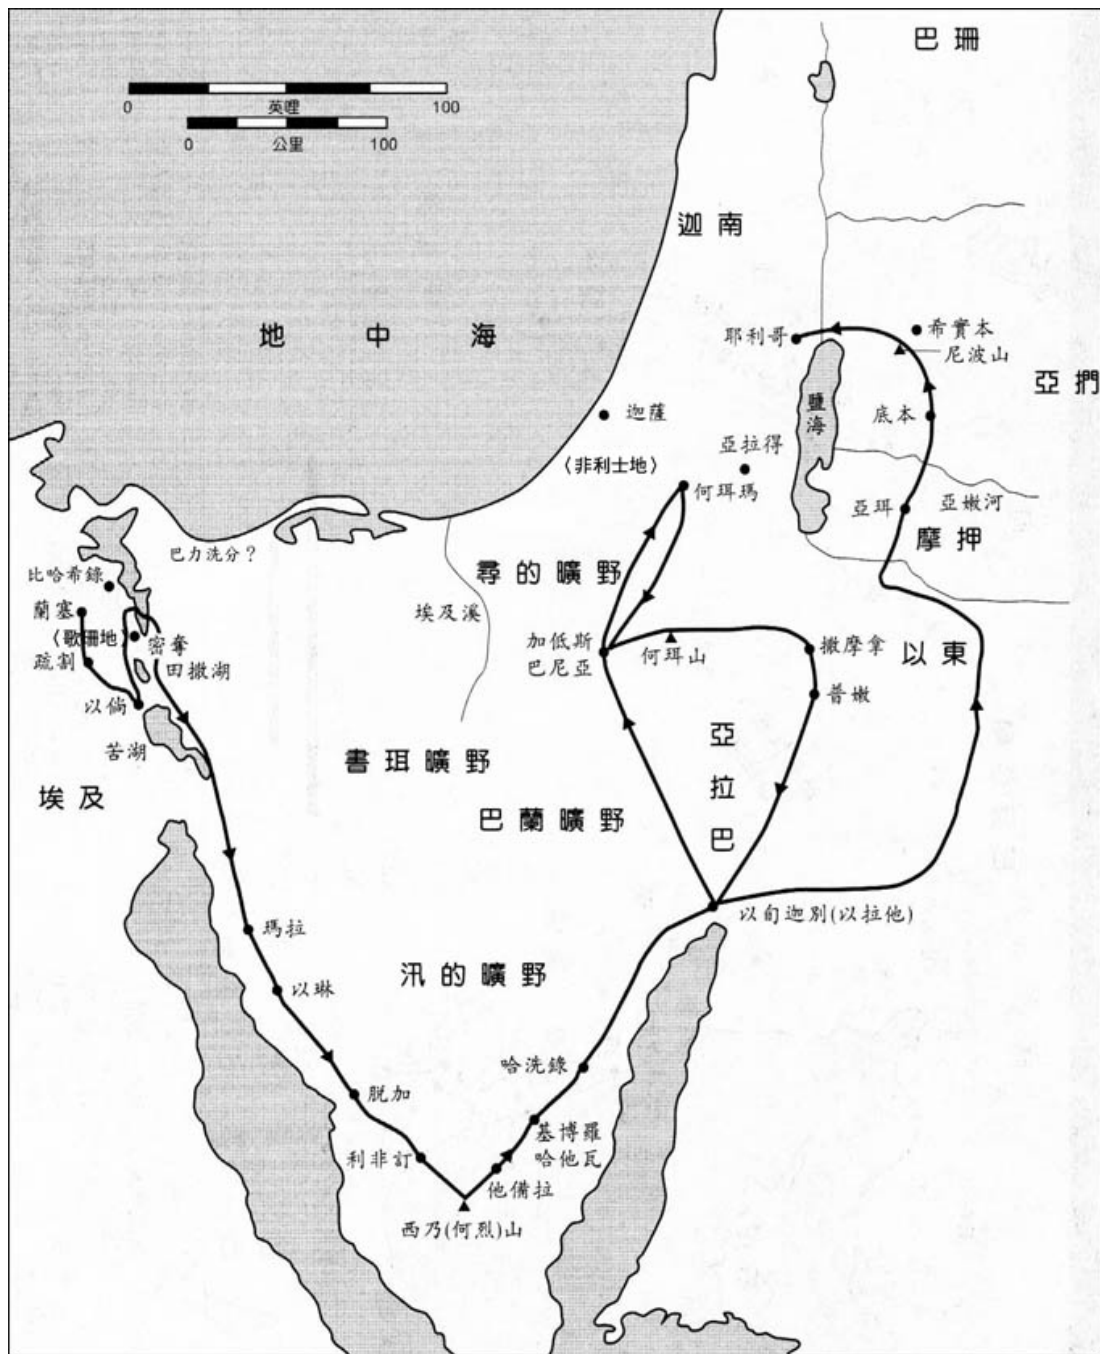 巴珊
0 英哩 100
0 公里 100
迦南
地中海
耶利哥
希實本
尼波山
亞捫
鹽海
底本
迦薩
亞拉得
〈非利士地〉
何珥瑪
亞珥
亞嫩河
摩押
巴力洗分？
比哈希錄
尋的曠野
蘭塞
埃及溪
〈歌珊地〉
密奪
加低斯
巴尼亞
何珥山
撒摩拿
以東
疏割
田撒湖
普嫩
以倘
苦湖
書珥曠野
亞拉巴
埃及
巴蘭曠野
以旬迦別(以拉他)
瑪拉
汛的曠野
以琳
哈洗錄
脫加
基博羅
哈他瓦
利非訂
他備拉
西乃(何烈)山